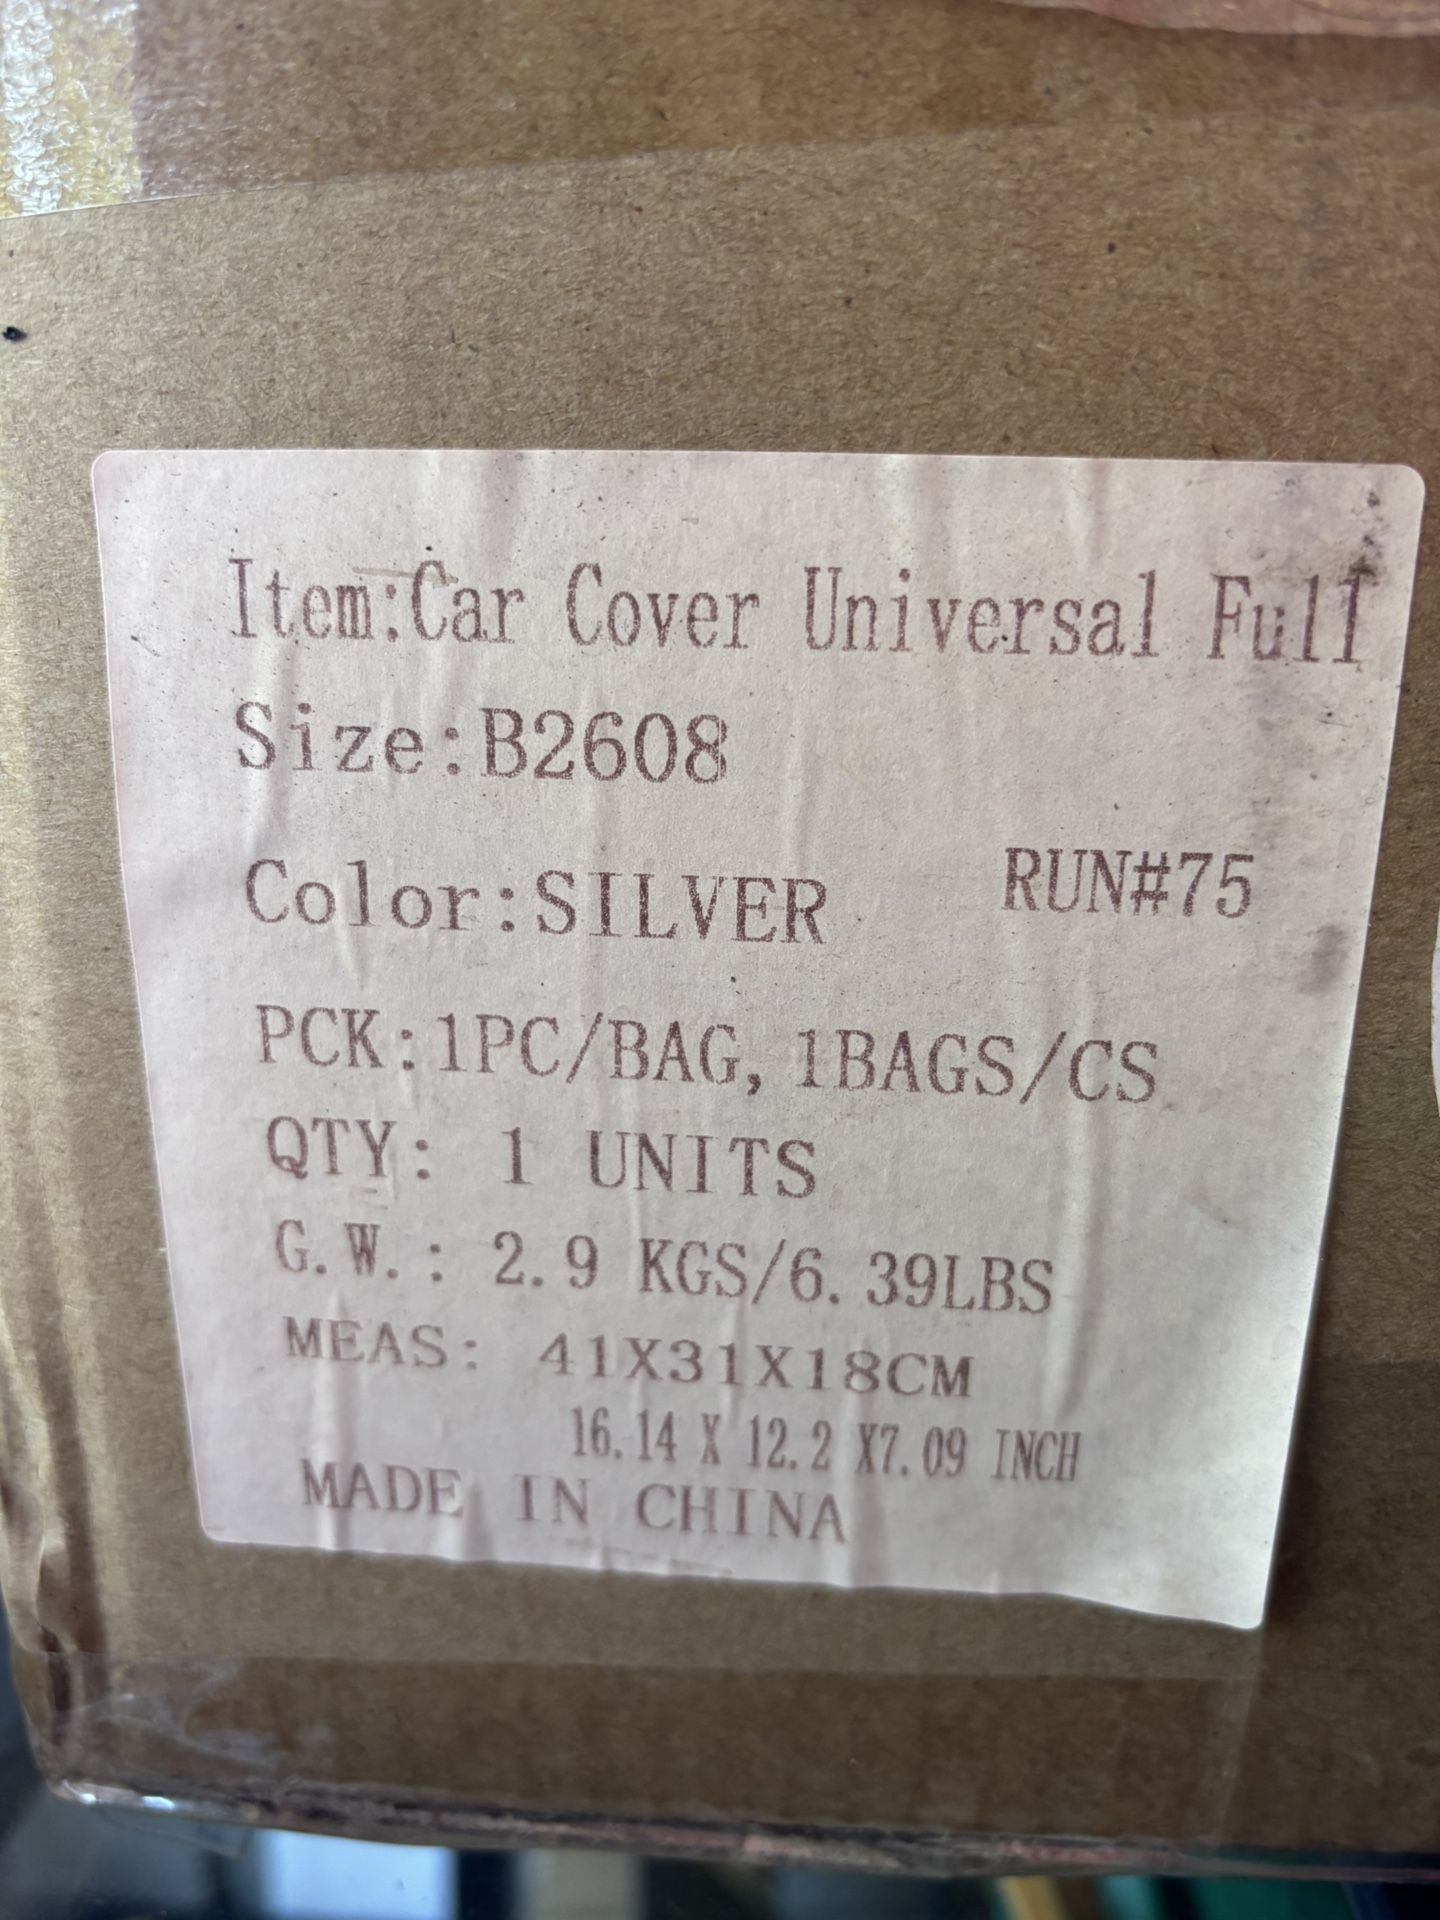 Item:Car Cover Universal Full
Size:B2608
Color:SILVER RUN#75
PCK:1PC/BAG, 1BAGS/CS
QTY: 1 UNITS
G.W.: 2.9 KGS/6.39LBS
MEAS: 41X31X18CM
16.14 X 12.2 X7.09 INCH
MADE IN CHINA